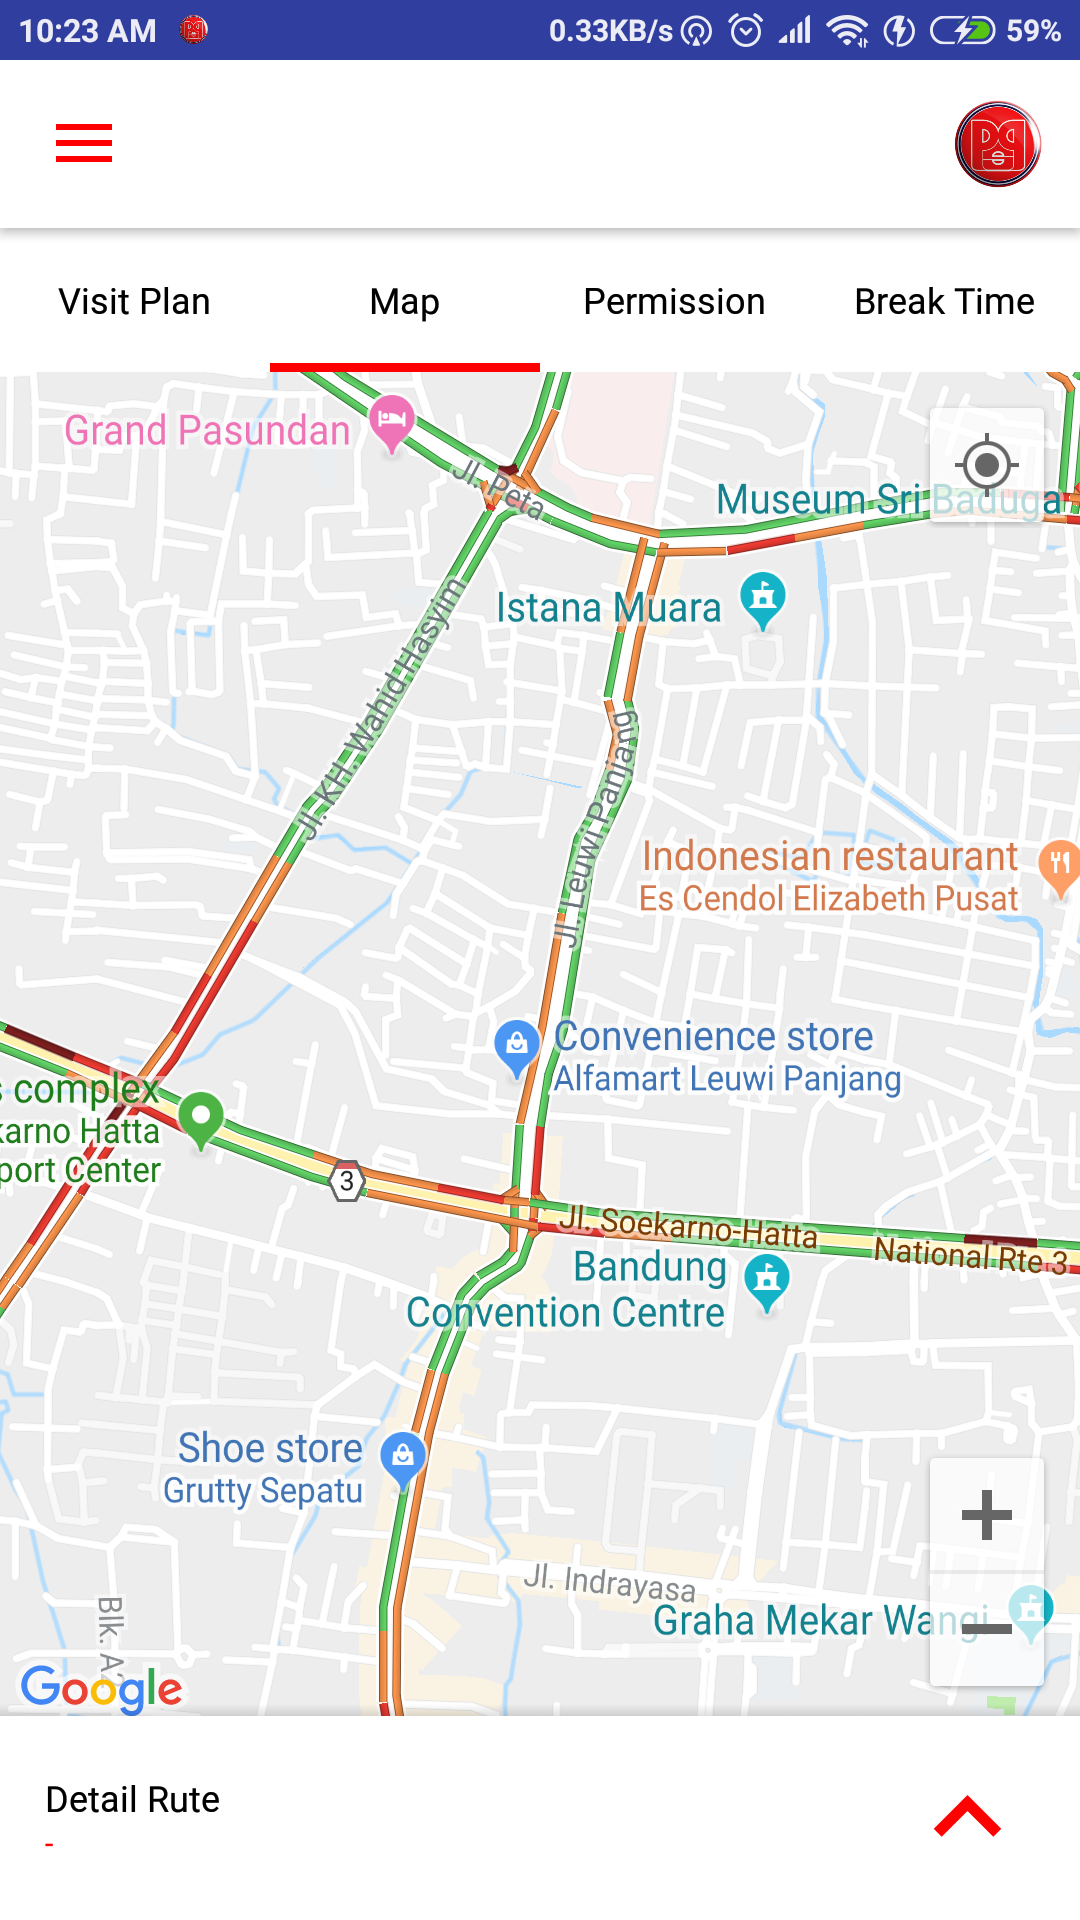 10:23 AM
0.33KB/s
59%
Visit Plan
Map
Permission
Break Time
Grand Pasundan
Jl. Peta
Museum Sri Baduga
Istana Muara
Jl. KH. Wahid Hasyim
Jl. Leuwi Panjang
Indonesian restaurant
Es Cendol Elizabeth Pusat
Convenience store
Alfamart Leuwi Panjang
s complex
karno Hatta
port Center
3
Jl. Soekarno-Hatta
National Rte 3
Bandung
Convention Centre
Shoe store
Grutty Sepatu
Jl. Indrayasa
Graha Mekar Wangi
Blk. A2
Google
Detail Rute
-